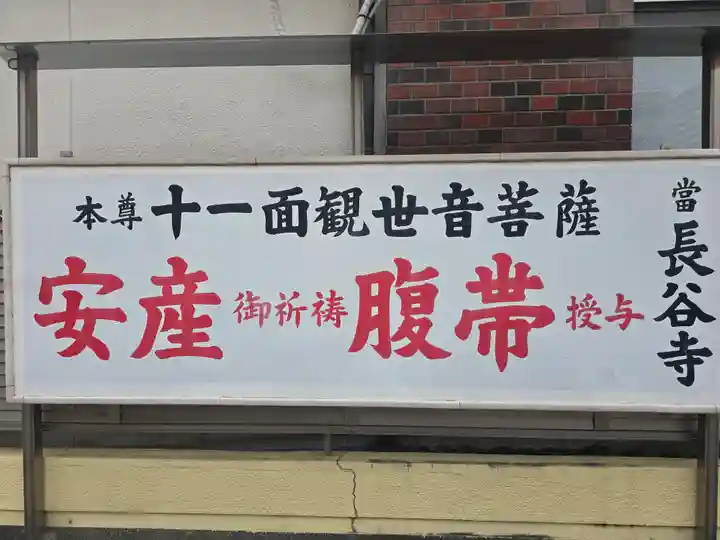 本尊十一面観世音菩薩
安産御祈祷腹帯授与
當長谷寺